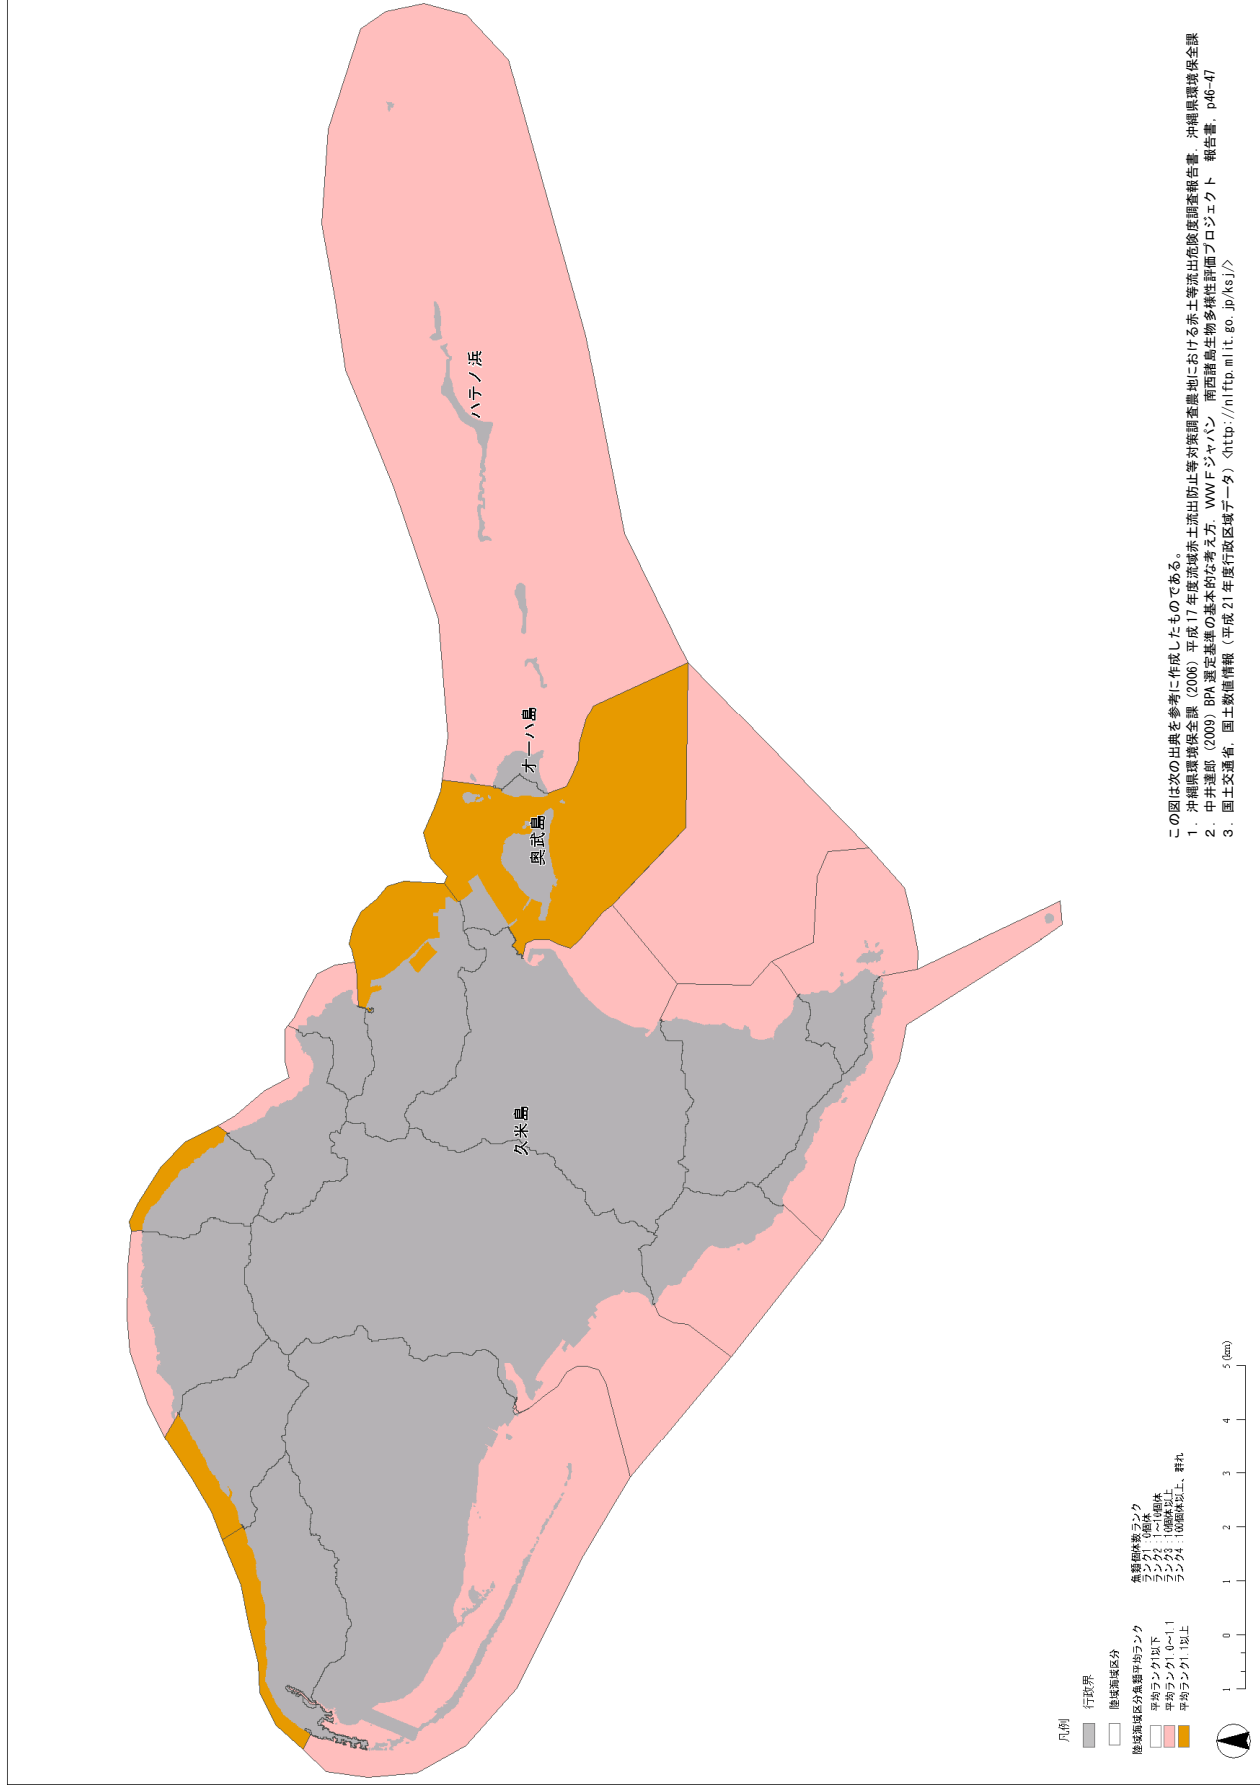 ハテノ浜
オーハ島
奥武島
久米島
凡例
行政界
陸域海域区分
陸域海域区分魚類平均ランク
平均ランク1以下
平均ランク1.0～1.1
平均ランク1.1以上
魚類個体数ランク
ランク1：0個体
ランク2：1～10個体
ランク3：10個体以上
ランク4：100個体以上、群れ
1 0 1 2 3 4 5 (km)
この図は次の出典を参考に作成したものである。
1. 沖縄県環境保全課 (2006) 平成17年度流域赤土流出防止等対策調査農地における赤土等流出危険度調査報告書. 沖縄県環境保全課
2. 中井達郎 (2009) BPA選定基準の基本的な考え方. WWFジャパン 南西諸島生物多様性評価プロジェクト 報告書, p46-47
3. 国土交通省, 国土数値情報 (平成21年度行政区域データ) <http://nlftp.mlit.go.jp/ksj/>